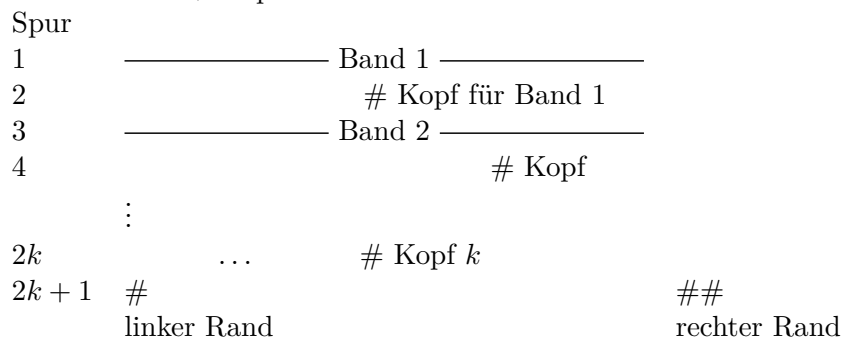 Spur
1 Band 1
2 # Kopf für Band 1
3 Band 2
4 # Kopf
⋮
2k … # Kopf k
2k + 1 # ##
linker Rand rechter Rand